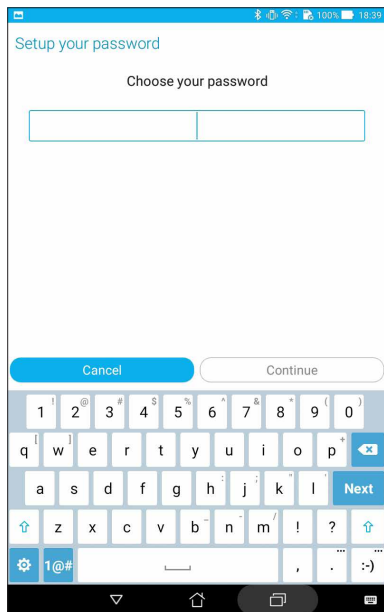 100% 18:39
Setup your password
Choose your password
Cancel Continue
! @ # $ % ^ & * ( )
1 2 3 4 5 6 7 8 9 0
[ ] +
q w e r t y u i o p
: ; " '
a s d f g h j k l Next
_ - /
z x c v b n m ! ?
1@# , . :-)